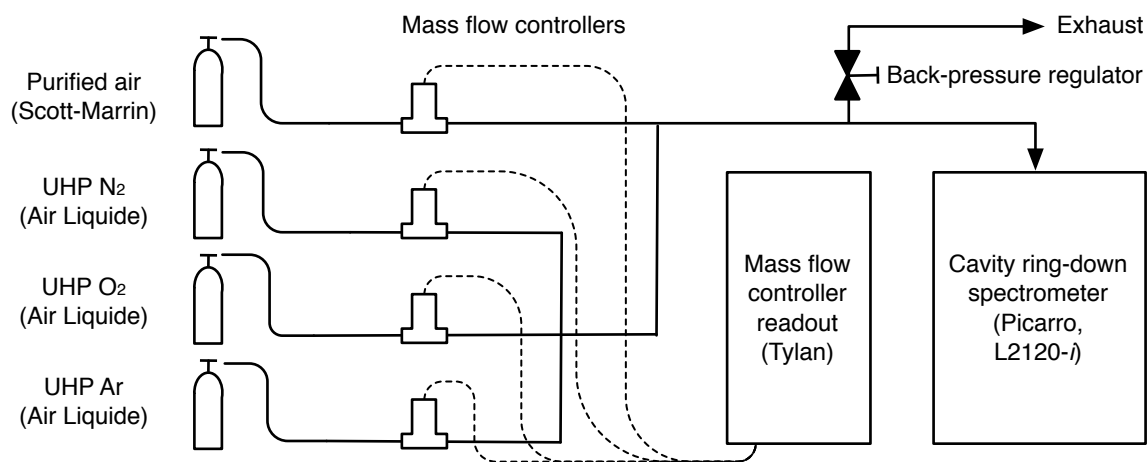 Mass flow controllers
Exhaust
Back-pressure regulator
Purified air
(Scott-Marrin)
UHP N2
(Air Liquide)
UHP O2
(Air Liquide)
UHP Ar
(Air Liquide)
Mass flow
controller
readout
(Tylan)
Cavity ring-down
spectrometer
(Picarro,
L2120-i)